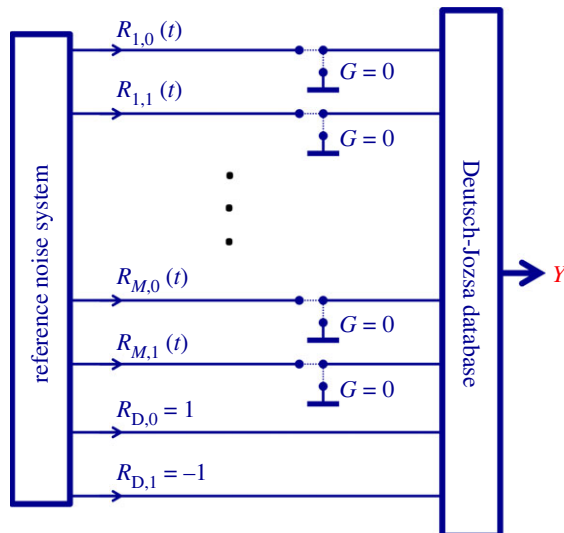 R1,0 (t)
G = 0
R1,1 (t)
G = 0
reference noise system
Deutsch-Jozsa database
Y
RM,0 (t)
G = 0
RM,1 (t)
G = 0
RD,0 = 1
RD,1 = –1